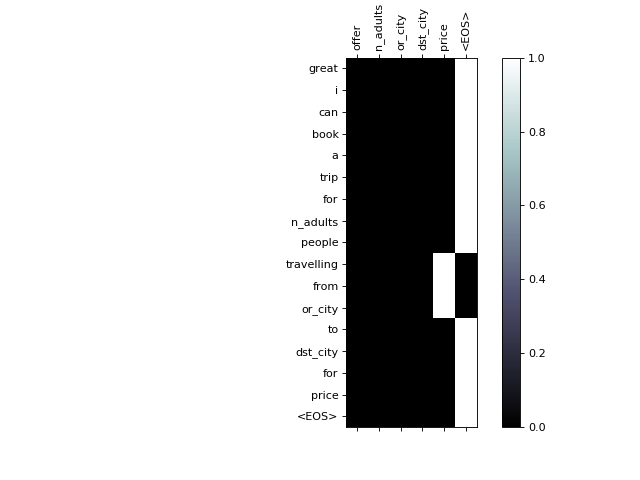 offer n_adults or_city dst_city price <EOS>
great
i
can
book
a
trip
for
n_adults
people
travelling
from
or_city
to
dst_city
for
price
<EOS>
1.0
0.8
0.6
0.4
0.2
0.0